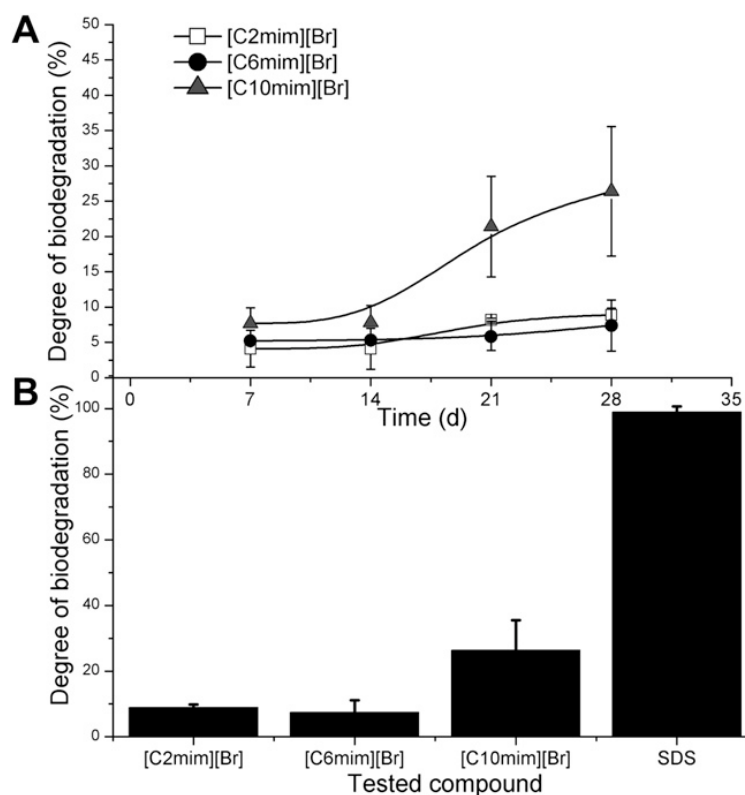 A
Degree of biodegradation (%)
50
45
40
35
30
25
20
15
10
5
0
[C2mim][Br]
[C6mim][Br]
[C10mim][Br]
0 7 14 21 28 35
Time (d)
B
Degree of biodegradation (%)
100
80
60
40
20
0
[C2mim][Br] [C6mim][Br] [C10mim][Br] SDS
Tested compound